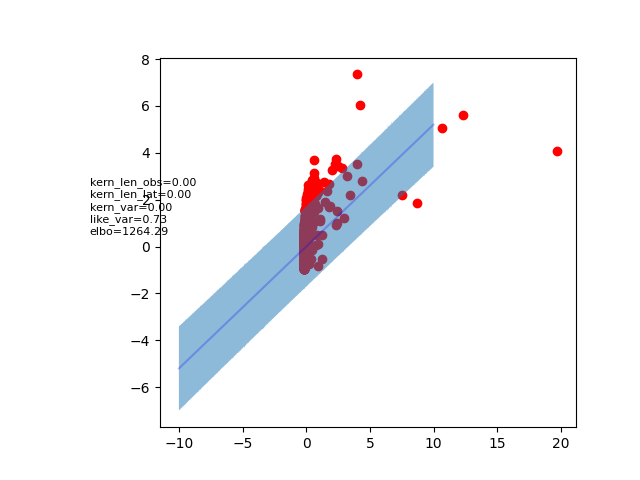 8
6
4
kern_len_obs=0.00
kern_len_lat=0.00
2
kern_var=0.00
like_var=0.73
elbo=1264.29
0
−2
−4
−6
−10 −5 0 5 10 15 20